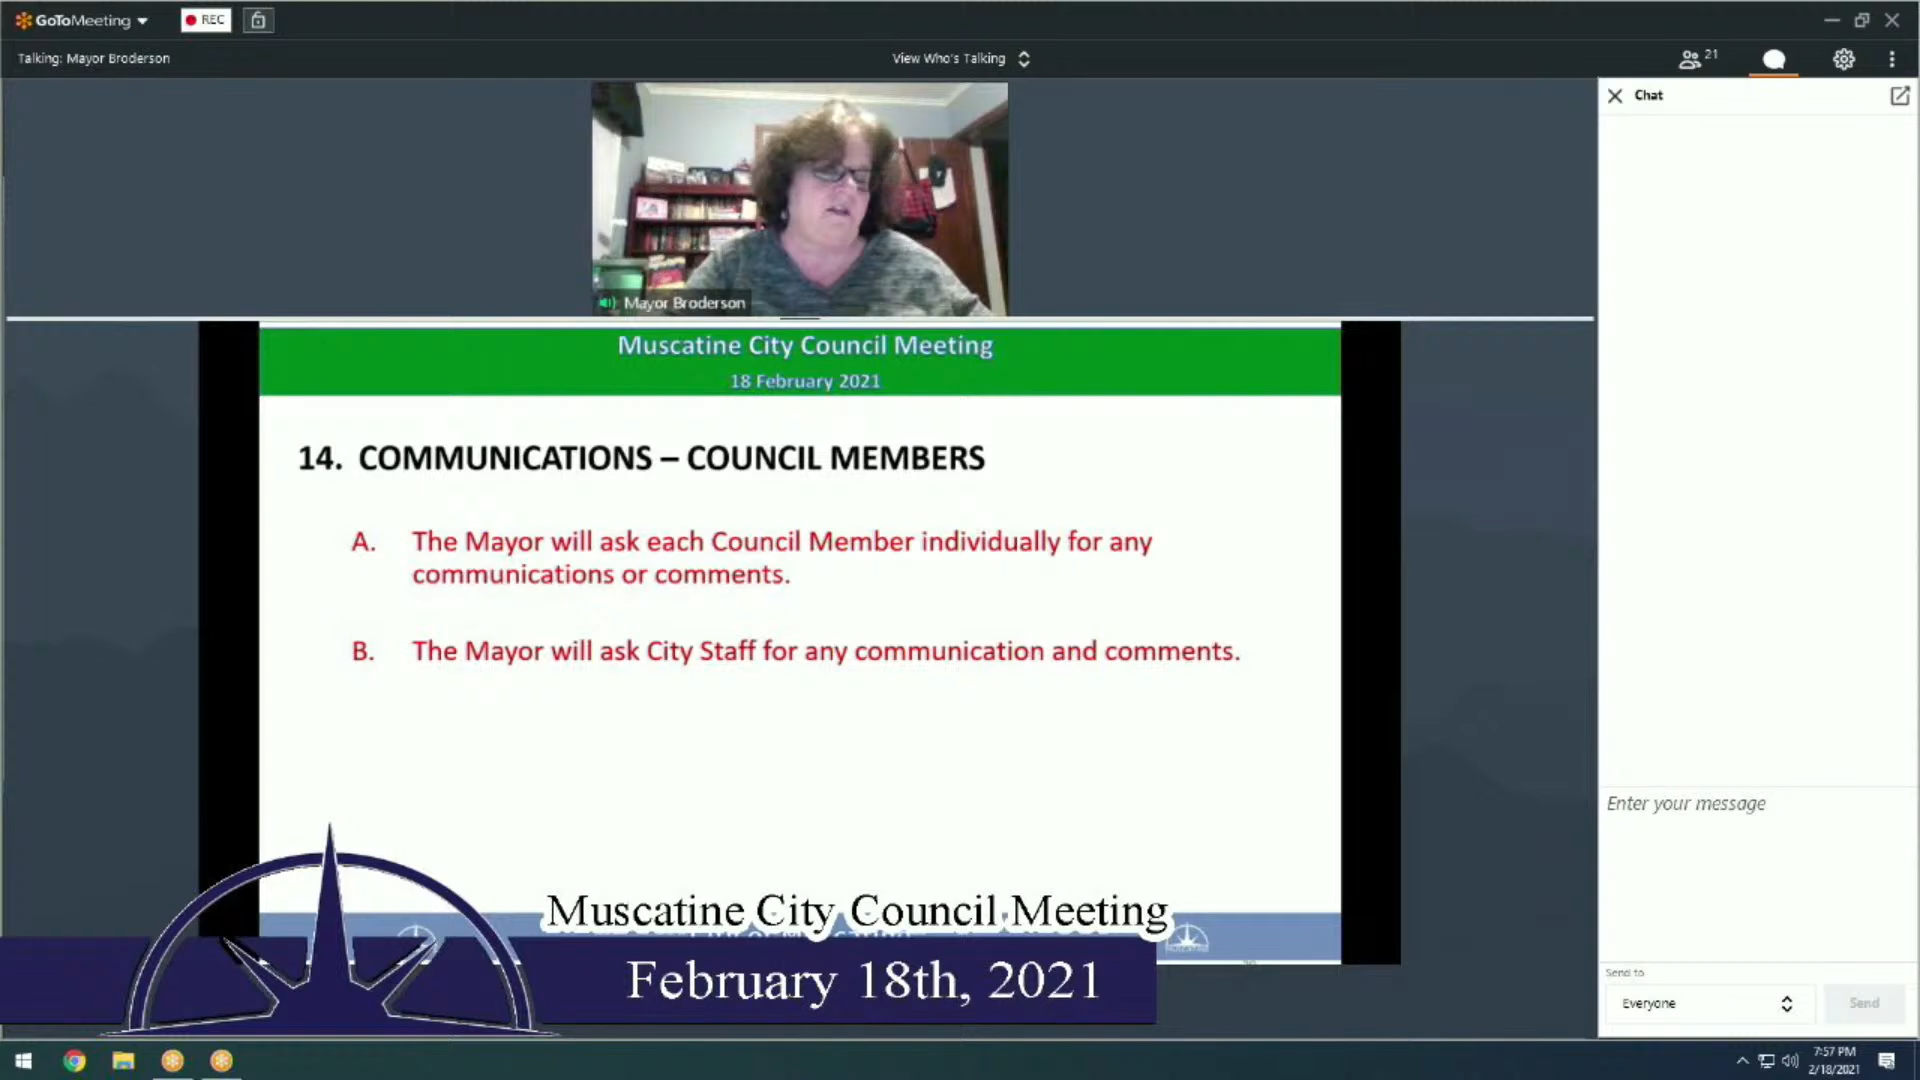 GoToMeeting
REC
Talking: Mayor Broderson
View Who's Talking
21
Chat
Mayor Broderson
Muscatine City Council Meeting
18 February 2021
14. COMMUNICATIONS – COUNCIL MEMBERS
A. The Mayor will ask each Council Member individually for any
communications or comments.
B. The Mayor will ask City Staff for any communication and comments.
Enter your message
Muscatine City Council Meeting
February 18th, 2021
Send to
Everyone
Send
7:57 PM
2/18/2021